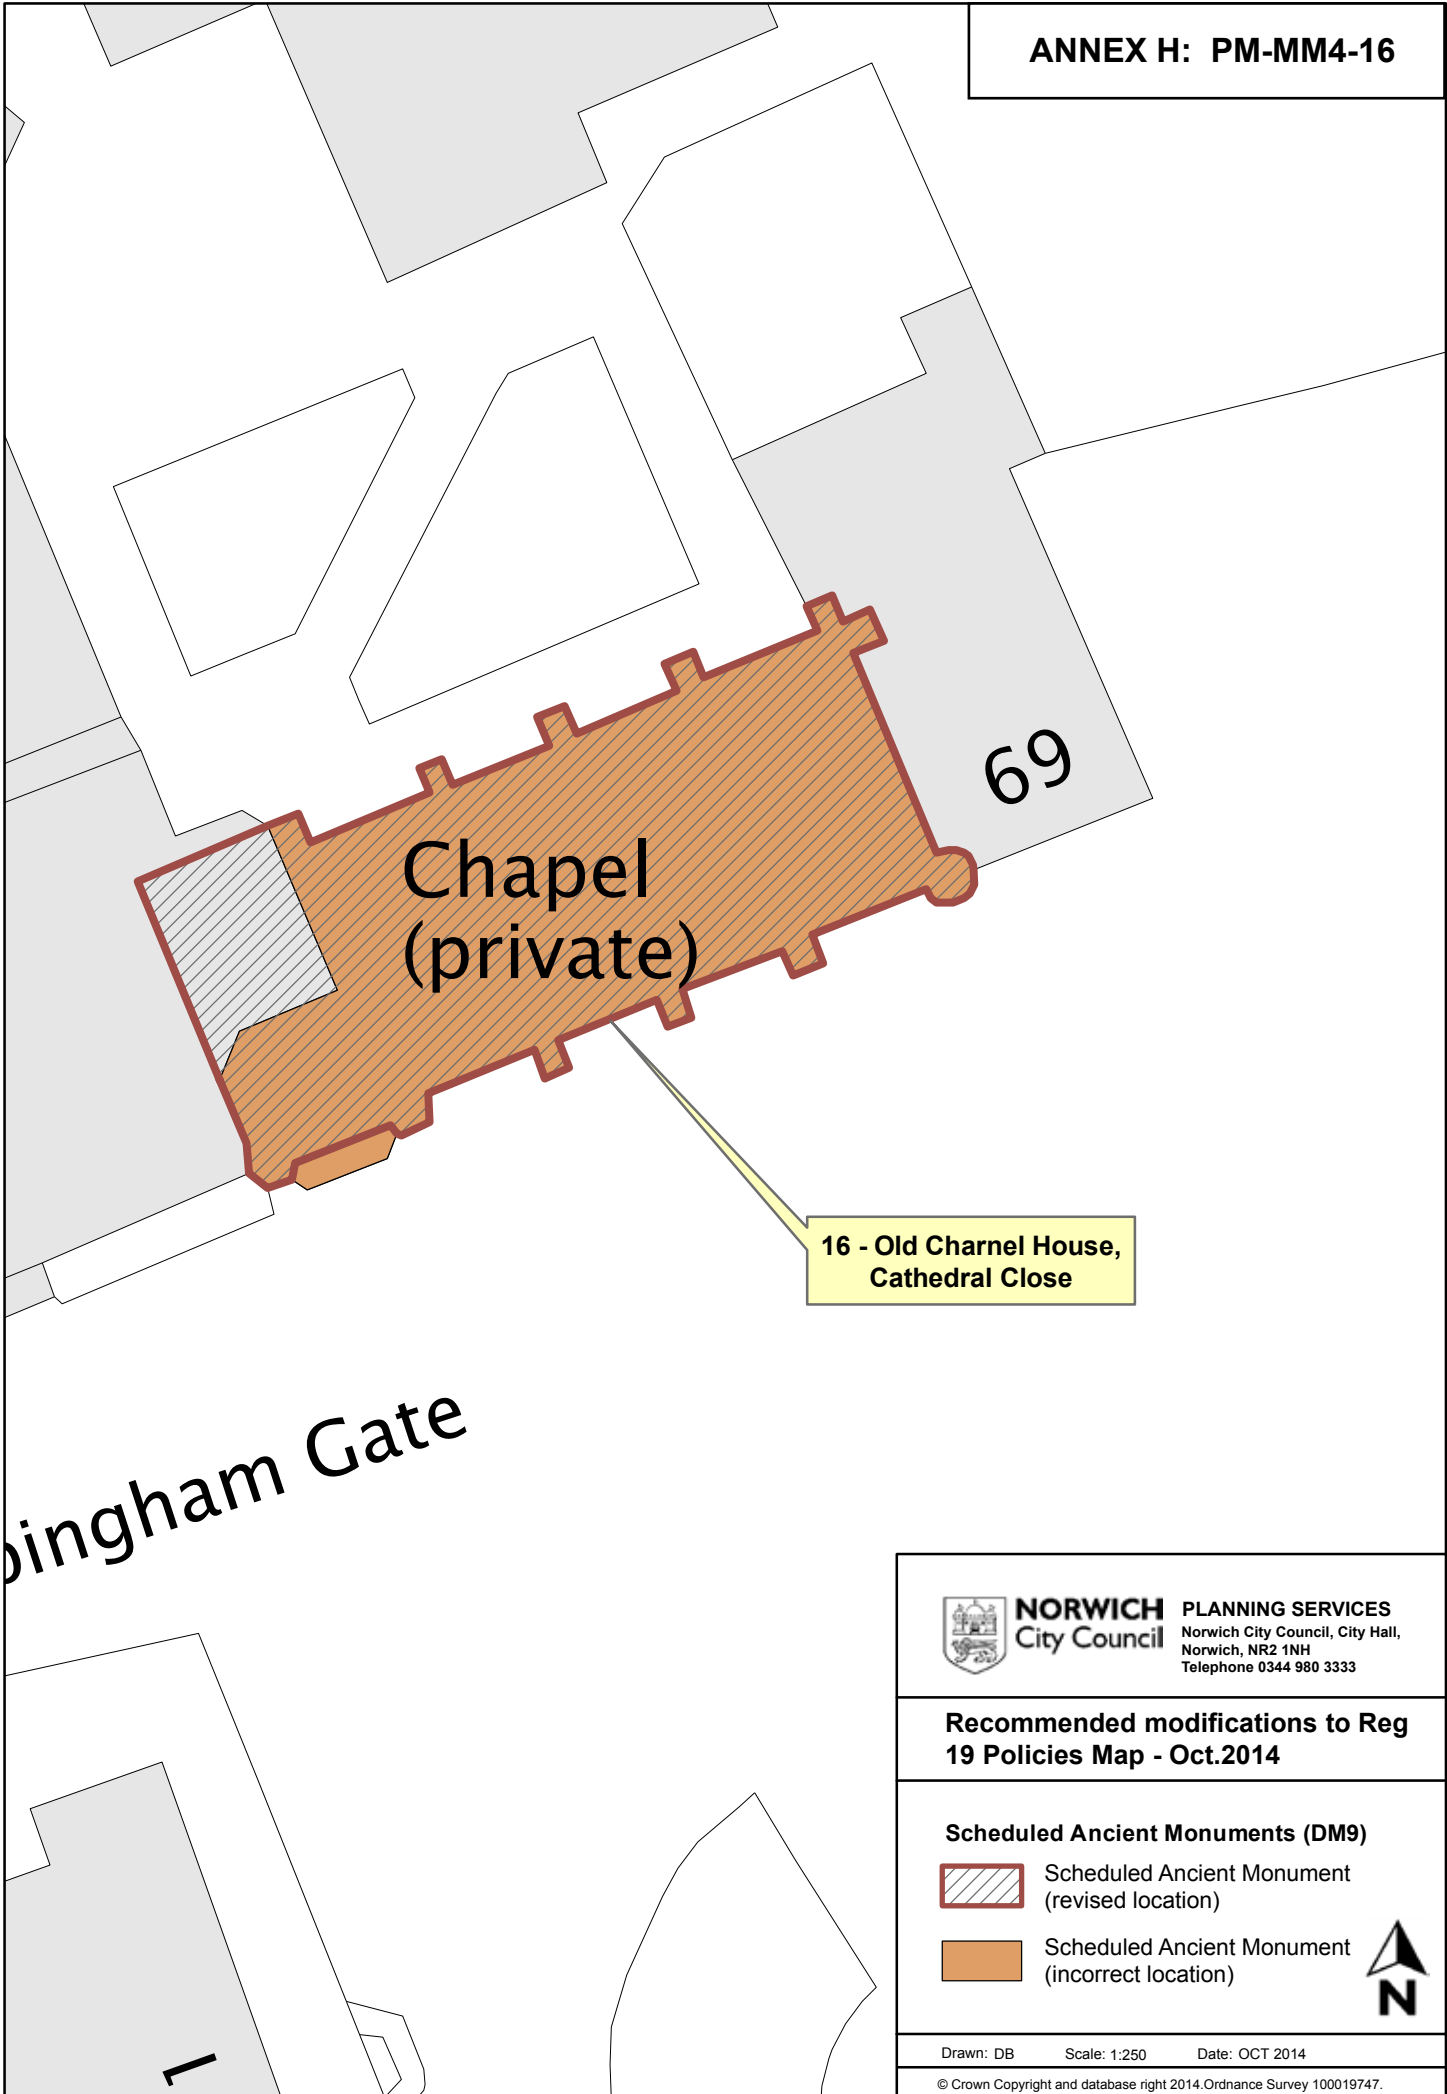 ANNEX H: PM-MM4-16
69
Chapel
(private)
16 - Old Charnel House,
Cathedral Close
pingham Gate
1
NORWICH
City Council
PLANNING SERVICES
Norwich City Council, City Hall,
Norwich, NR2 1NH
Telephone 0344 980 3333
Recommended modifications to Reg
19 Policies Map - Oct.2014
Scheduled Ancient Monuments (DM9)
Scheduled Ancient Monument
(revised location)
Scheduled Ancient Monument
(incorrect location)
N
Drawn: DB Scale: 1:250 Date: OCT 2014
© Crown Copyright and database right 2014.Ordnance Survey 100019747.